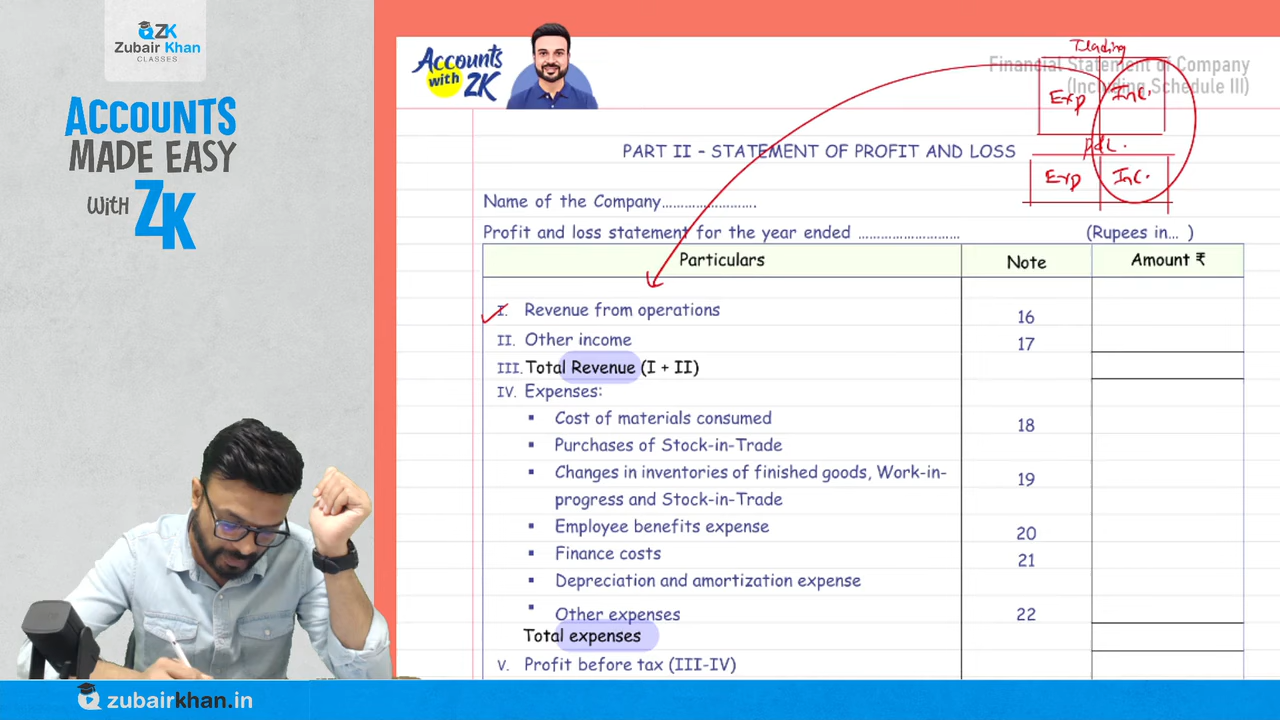 ZK
Zubair Khan
CLASSES
ACCOUNTS
MADE EASY
with ZK
Accounts
with
ZK
Trading
Financial Statement of Company
(Including Schedule III)
Exp Inc.
P&L.
Exp Inc.
PART II – STATEMENT OF PROFIT AND LOSS
Name of the Company........................
Profit and loss statement for the year ended ........................... (Rupees in... )
Particulars Note Amount ₹
I. Revenue from operations 16
II. Other income 17
III. Total Revenue (I + II)
IV. Expenses:
▪ Cost of materials consumed 18
▪ Purchases of Stock-in-Trade
▪ Changes in inventories of finished goods, Work-in-
progress and Stock-in-Trade 19
▪ Employee benefits expense 20
▪ Finance costs 21
▪ Depreciation and amortization expense
▪ Other expenses 22
Total expenses
V. Profit before tax (III-IV)
zubairkhan.in